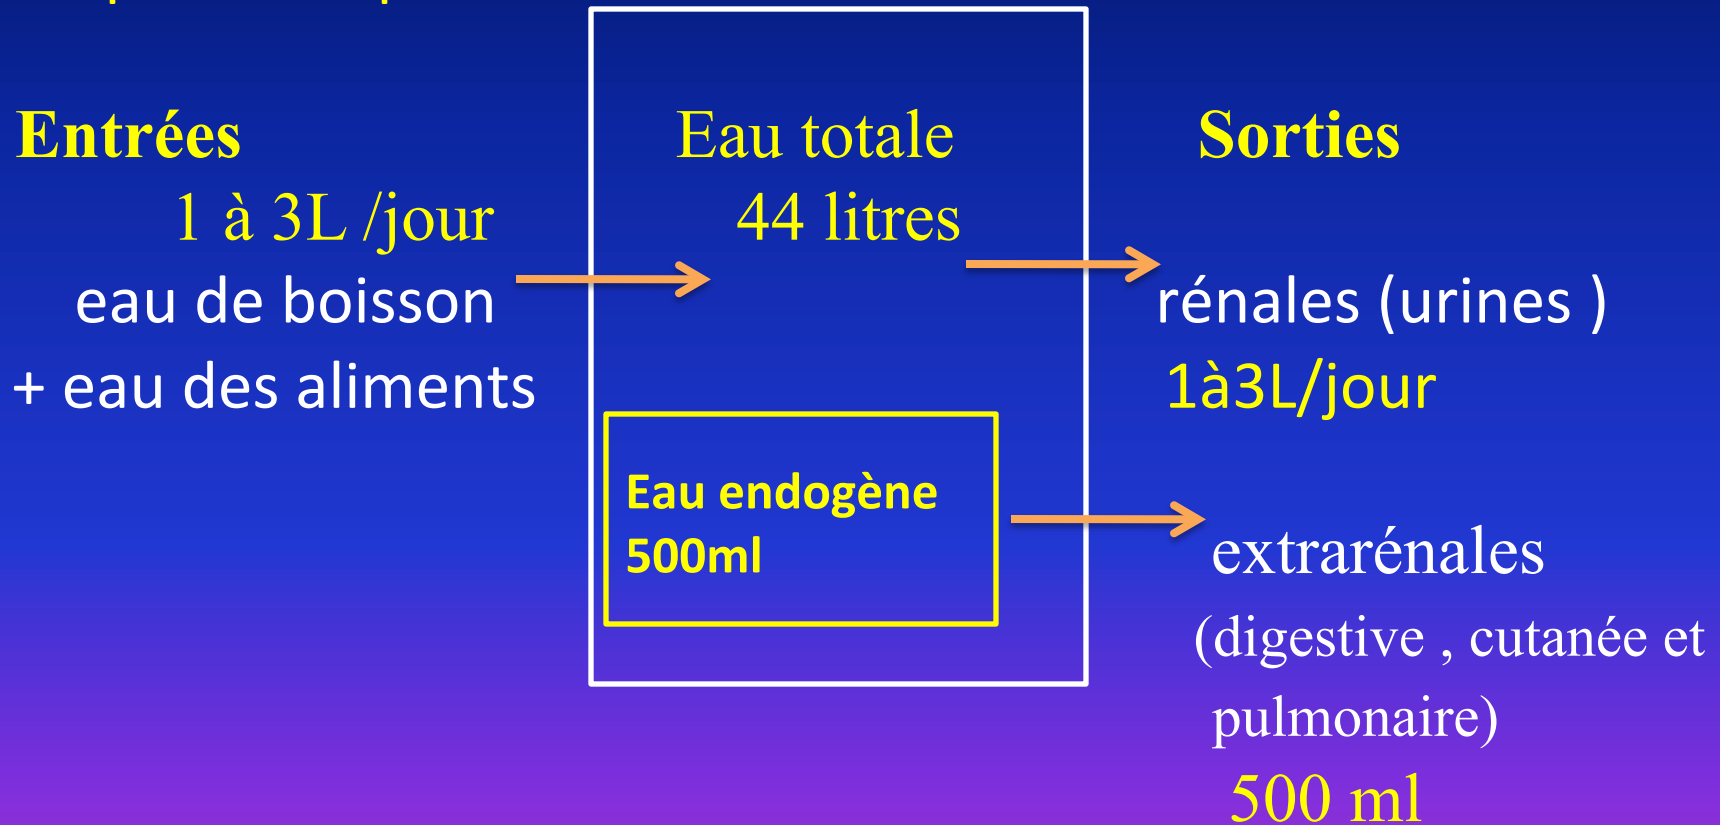 Entrées
1 à 3L /jour
eau de boisson
+ eau des aliments
Eau totale
44 litres
Eau endogène
500ml
Sorties
rénales (urines )
1à3L/jour
extrarénales
(digestive , cutanée et
pulmonaire)
500 ml